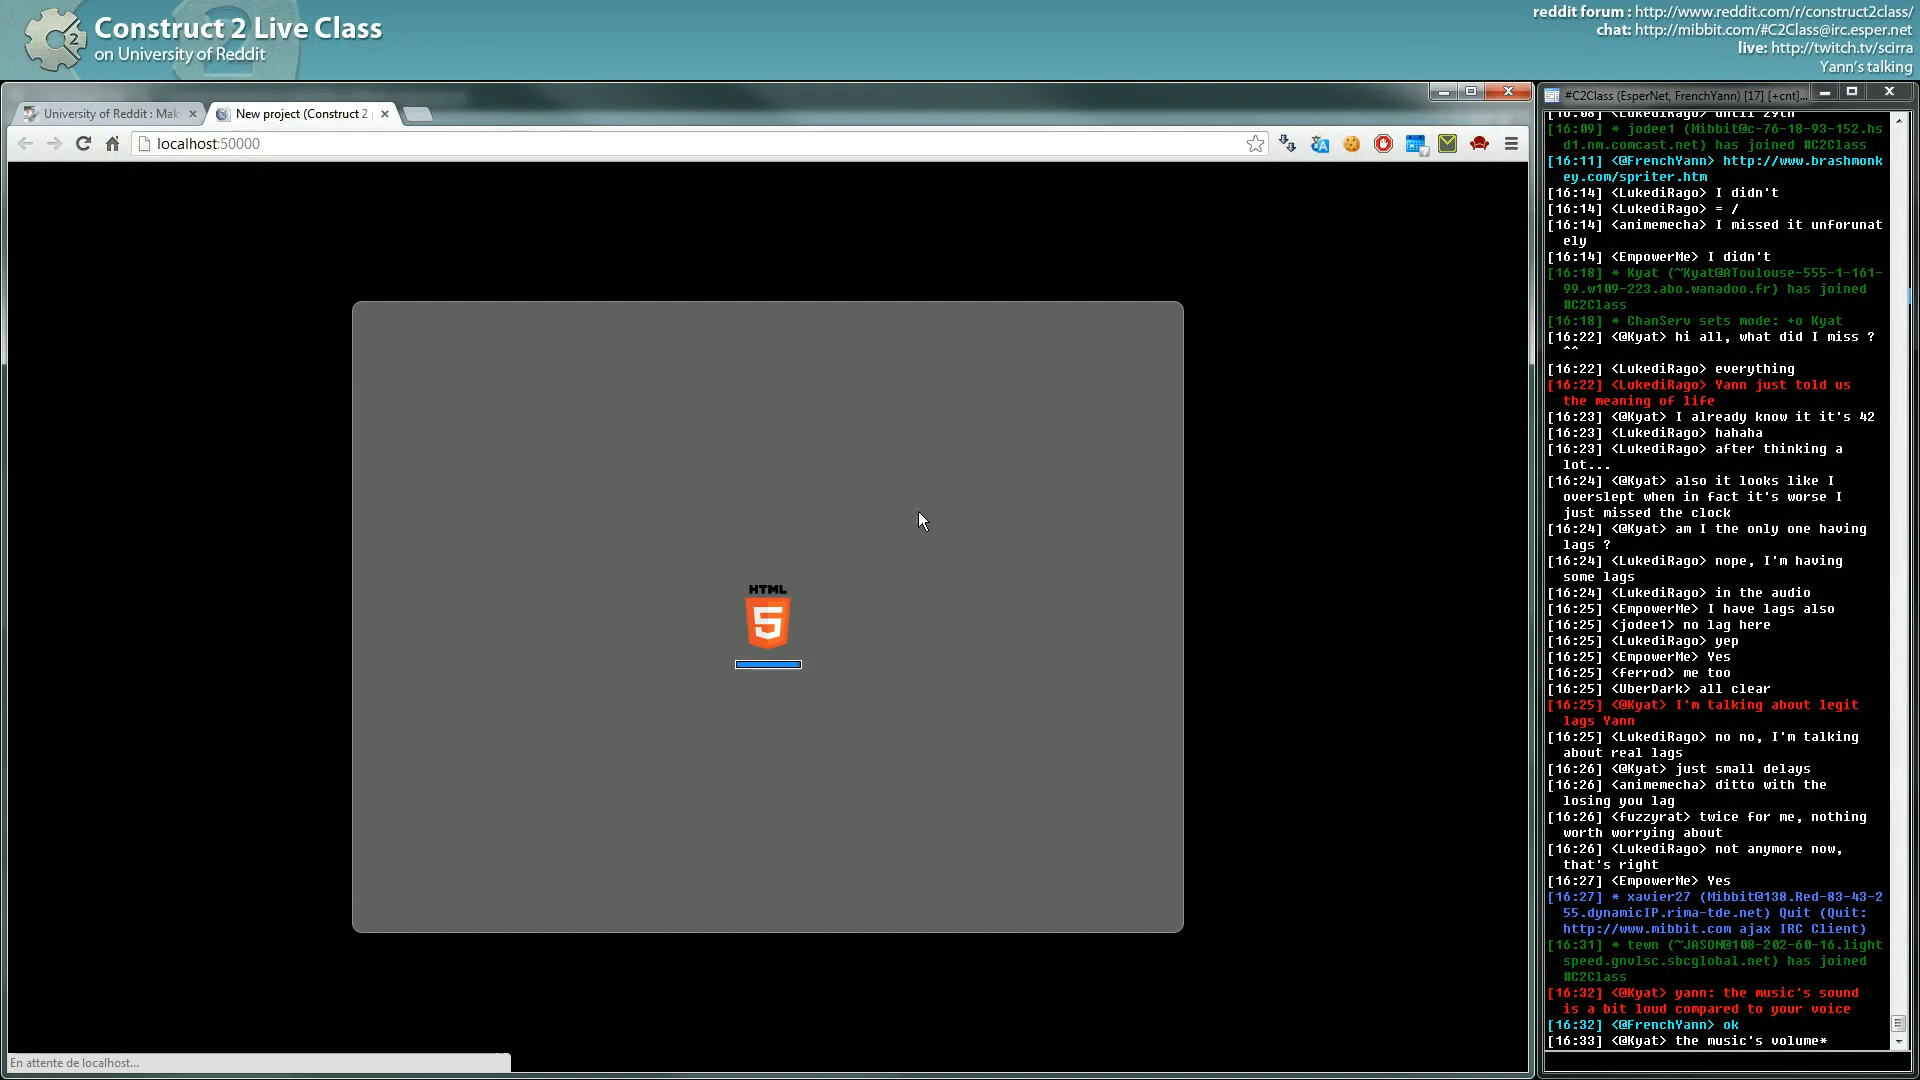 Construct 2 Live Class
on University of Reddit
reddit forum : http://www.reddit.com/r/construct2class/
chat: http://mibbit.com/#C2Class@irc.esper.net
live: http://twitch.tv/scirra
Yann's talking
University of Reddit : Mak
New project (Construct 2
localhost:50000
HTML
5
En attente de localhost...
#C2Class (EsperNet, FrenchYann) [17] [+cnt]...
[16:08] <LukediRago> until 29th
[16:09] * jodee1 (Mibbit@c-76-18-93-152.hs
d1.nm.comcast.net) has joined #C2Class
[16:11] <@FrenchYann> http://www.brashmonk
ey.com/spriter.htm
[16:14] <LukediRago> I didn't
[16:14] <LukediRago> = /
[16:14] <animemecha> I missed it unforunat
ely
[16:14] <EmpowerMe> I didn't
[16:18] * Kyat (~Kyat@AToulouse-555-1-161-
99.w109-223.abo.wanadoo.fr) has joined
#C2Class
[16:18] * ChanServ sets mode: +o Kyat
[16:22] <@Kyat> hi all, what did I miss ?
^^
[16:22] <LukediRago> everything
[16:22] <LukediRago> Yann just told us
the meaning of life
[16:23] <@Kyat> I already know it it's 42
[16:23] <LukediRago> hahaha
[16:23] <LukediRago> after thinking a
lot...
[16:24] <@Kyat> also it looks like I
overslept when in fact it's worse I
just missed the clock
[16:24] <@Kyat> am I the only one having
lags ?
[16:24] <LukediRago> nope, I'm having
some lags
[16:24] <LukediRago> in the audio
[16:25] <EmpowerMe> I have lags also
[16:25] <jodee1> no lag here
[16:25] <LukediRago> yep
[16:25] <EmpowerMe> Yes
[16:25] <ferrod> me too
[16:25] <UberDark> all clear
[16:25] <@Kyat> I'm talking about legit
lags Yann
[16:25] <LukediRago> no no, I'm talking
about real lags
[16:26] <@Kyat> just small delays
[16:26] <animemecha> ditto with the
losing you lag
[16:26] <fuzzyrat> twice for me, nothing
worth worrying about
[16:26] <LukediRago> not anymore now,
that's right
[16:27] <EmpowerMe> Yes
[16:27] * xavier27 (Mibbit@138.Red-83-43-2
55.dynamicIP.rima-tde.net) Quit (Quit:
http://www.mibbit.com ajax IRC Client)
[16:31] * tewn (~JASON@108-202-60-16.light
speed.gnvlsc.sbcglobal.net) has joined
#C2Class
[16:32] <@Kyat> yann: the music's sound
is a bit loud compared to your voice
[16:32] <@FrenchYann> ok
[16:33] <@Kyat> the music's volume*